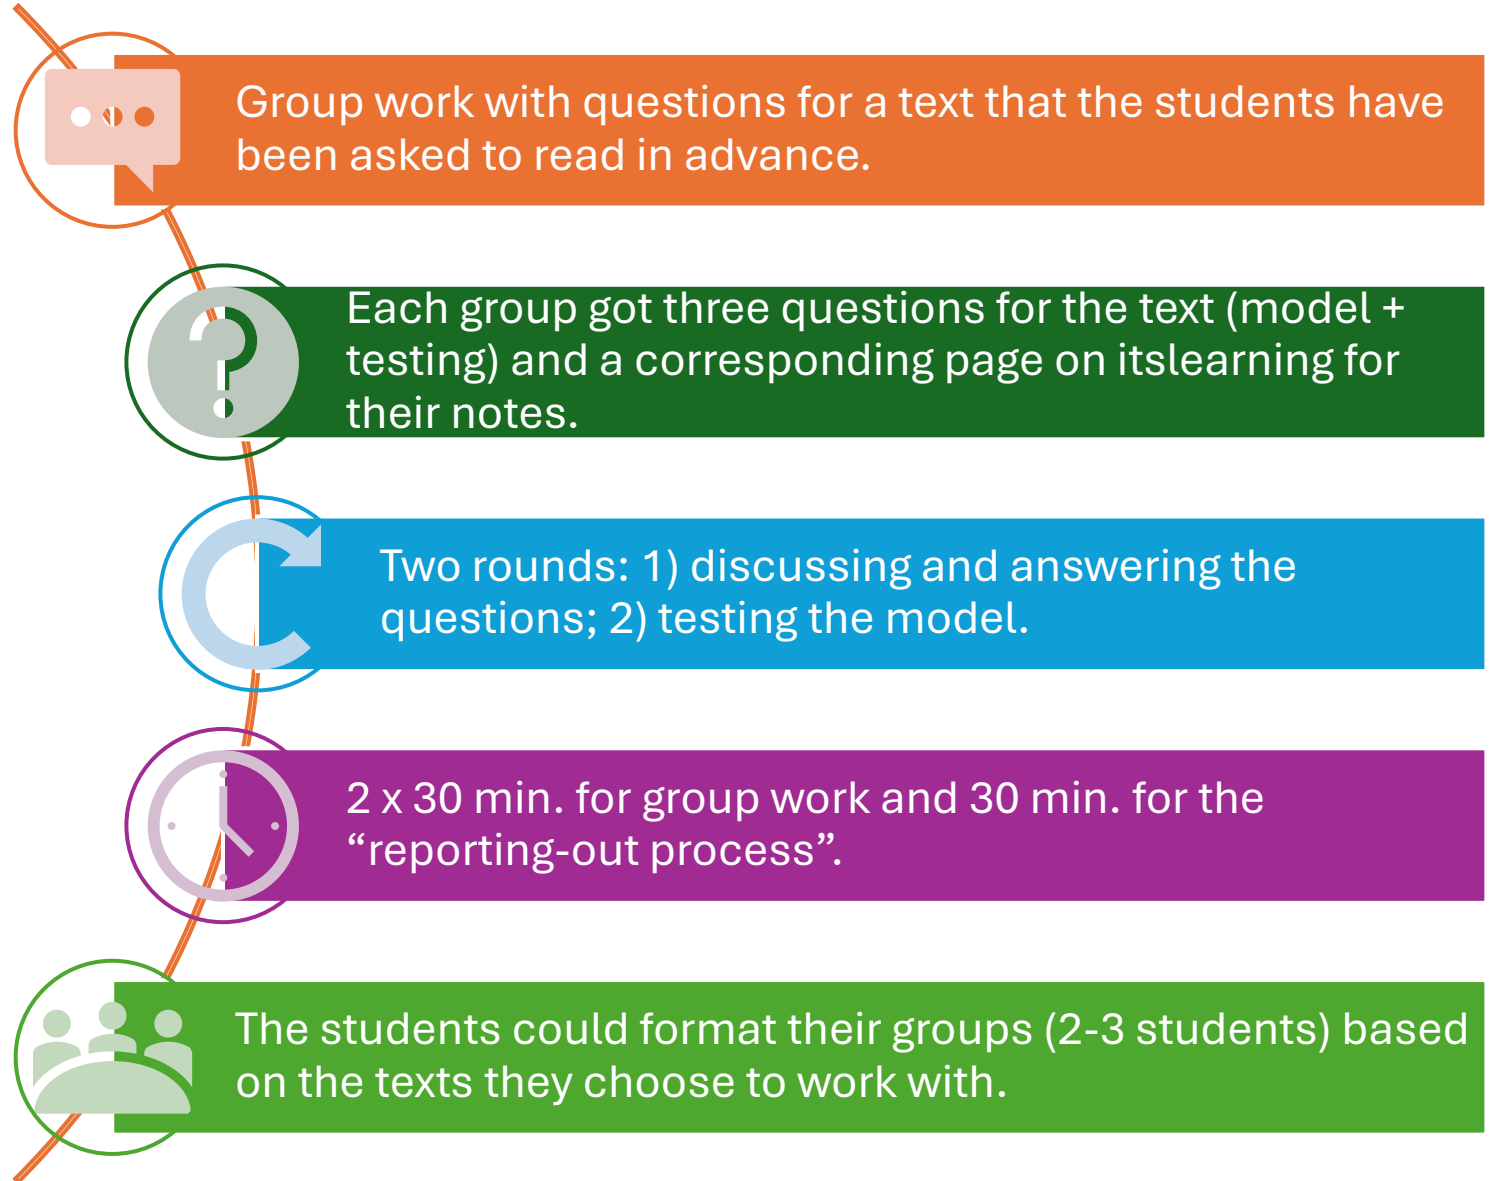 Group work with questions for a text that the students have
been asked to read in advance.
Each group got three questions for the text (model +
testing) and a corresponding page on itslearning for
their notes.
Two rounds: 1) discussing and answering the
questions; 2) testing the model.
2 x 30 min. for group work and 30 min. for the
“reporting-out process”.
The students could format their groups (2-3 students) based
on the texts they choose to work with.